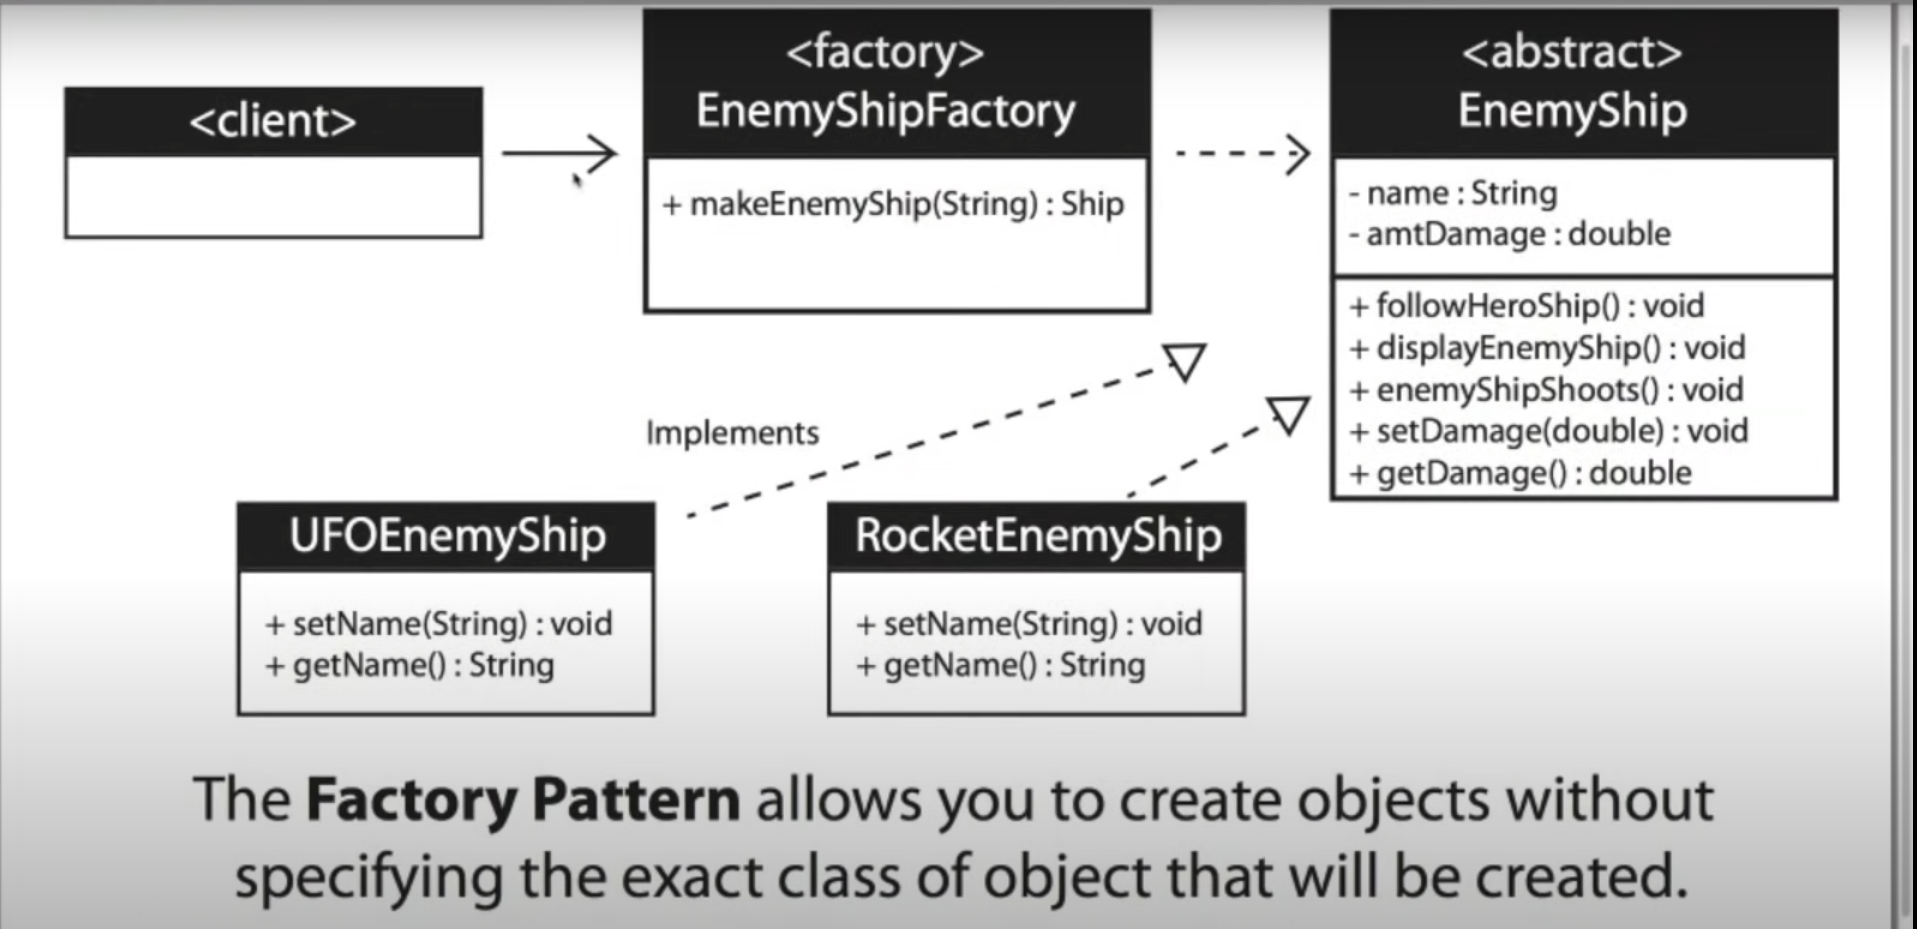 <client>
<factory>
EnemyShipFactory
+ makeEnemyShip(String) : Ship
<abstract>
EnemyShip
- name : String
- amtDamage : double
+ followHeroShip() : void
+ displayEnemyShip() : void
+ enemyShipShoots() : void
+ setDamage(double) : void
+ getDamage() : double
Implements
UFOEnemyShip
+ setName(String) : void
+ getName() : String
RocketEnemyShip
+ setName(String) : void
+ getName() : String
The Factory Pattern allows you to create objects without
specifying the exact class of object that will be created.